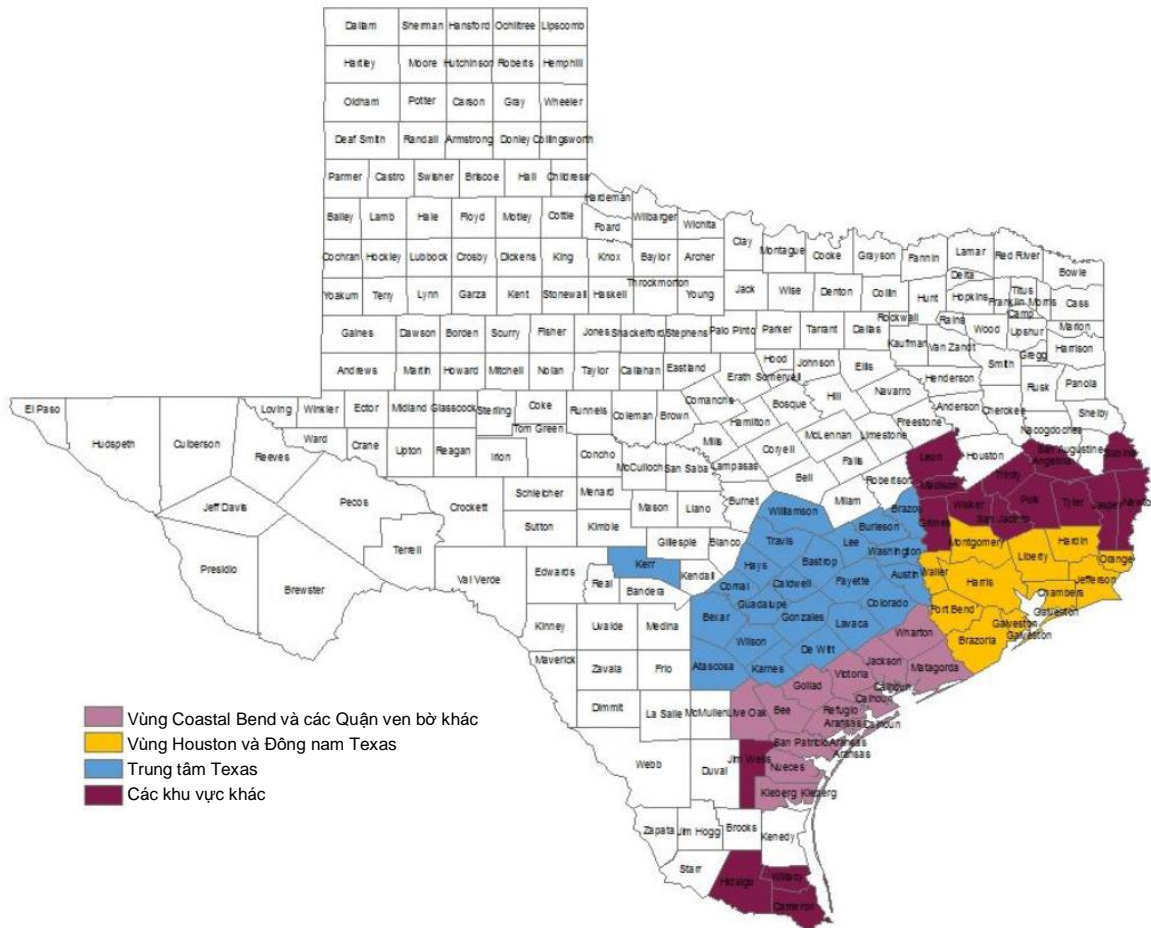 Dallam Sherman Hansford Ochiltree Lipscomb
Hartley Moore Hutchinson Roberts Hemphill
Oldham Potter Carson Gray Wheeler
Deaf Smith Randall Armstrong Donley Collingsworth
Parmer Castro Swisher Briscoe Hall Childress
Hardeman
Bailey Lamb Hale Floyd Motley Cottle Foard Wilbarger Wichita
Clay Montague Cooke Grayson Fannin Lamar Red River Bowie
Cochran Hockley Lubbock Crosby Dickens King Knox Baylor Archer
Delta Titus
Yoakum Terry Lynn Garza Kent Stonewall Haskell Throckmorton Young Jack Wise Denton Collin Hunt Hopkins Franklin Morris Cass
Rockwall Rains Camp
Gaines Dawson Borden Scurry Fisher Jones Shackelford Stephens Palo Pinto Parker Tarrant Dallas Kaufman Van Zandt Wood Upshur Marion
Gregg Harrison
Andrews Martin Howard Mitchell Nolan Taylor Callahan Eastland Erath Hood Somervell Johnson Ellis Henderson Smith Rusk Panola
El Paso Hudspeth Culberson Loving Winkler Ector Midland Glasscock Sterling Coke Runnels Coleman Brown Comanche Hamilton Bosque Hill Navarro Anderson Cherokee Shelby
Tom Green Freestone Nacogdoches
Reeves Ward Crane Upton Reagan Irion Concho McCulloch San Saba Mills Lampasas Coryell McLennan Limestone Falls Leon Houston San Augustine Sabine
Angelina
Jeff Davis Pecos Crockett Schleicher Menard Mason Llano Burnet Bell Milam Robertson Madison Trinity
Sutton Kimble Williamson Brazos Walker Polk Tyler Jasper Newto
Grimes San Jacinto
Presidio Brewster Terrell Val Verde Edwards Gillespie Blanco Travis Lee Burleson Washington Montgomery Liberty Hardin Orange
Kerr Kendall Hays Bastrop
Real Bandera Comal Caldwell Fayette Austin Waller Harris Jefferson
Chambers
Kinney Uvalde Medina Bexar Guadalupe Gonzales Colorado Fort Bend Galveston
Galveston
Galveston
Wilson Lavaca Wharton Brazoria
Maverick Zavala Frio Atascosa Karnes De Witt Jackson Matagorda
Victoria
Dimmit La Salle McMullen Live Oak Bee Goliad Calhoun
Calhoun
Refugio Calhoun
Aransas
San Patricio Aransas
Aransas
Webb Duval Jim Wells Nueces
Kleberg Kleberg
Zapata Jim Hogg Brooks Kenedy
Starr Hidalgo Willacy
Cameron
Vùng Coastal Bend và các Quận ven bờ khác
Vùng Houston và Đông nam Texas
Trung tâm Texas
Các khu vực khác